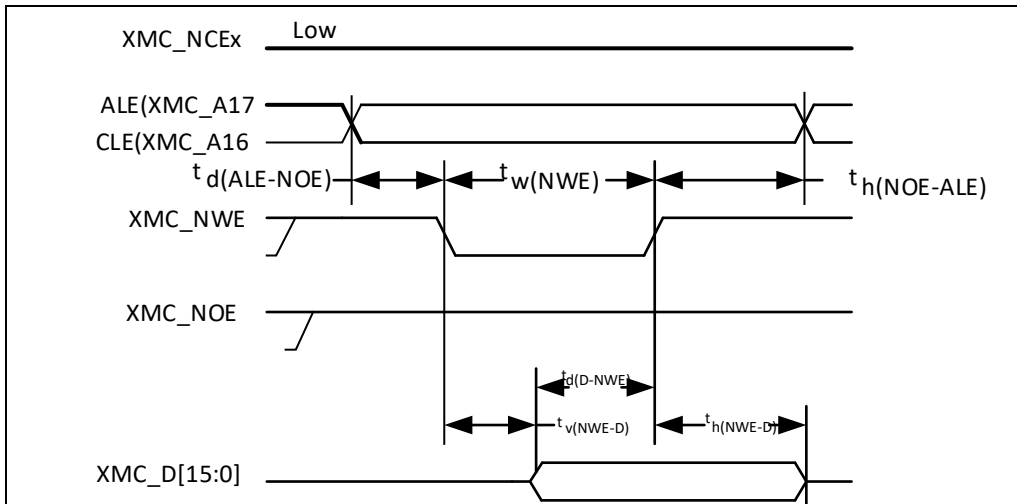 XMC_NCEx Low
ALE(XMC_A17
CLE(XMC_A16
t d(ALE-NOE) t w(NWE) t h(NOE-ALE)
XMC_NWE
XMC_NOE
t d(D-NWE)
t v(NWE-D) t h(NWE-D)
XMC_D[15:0]